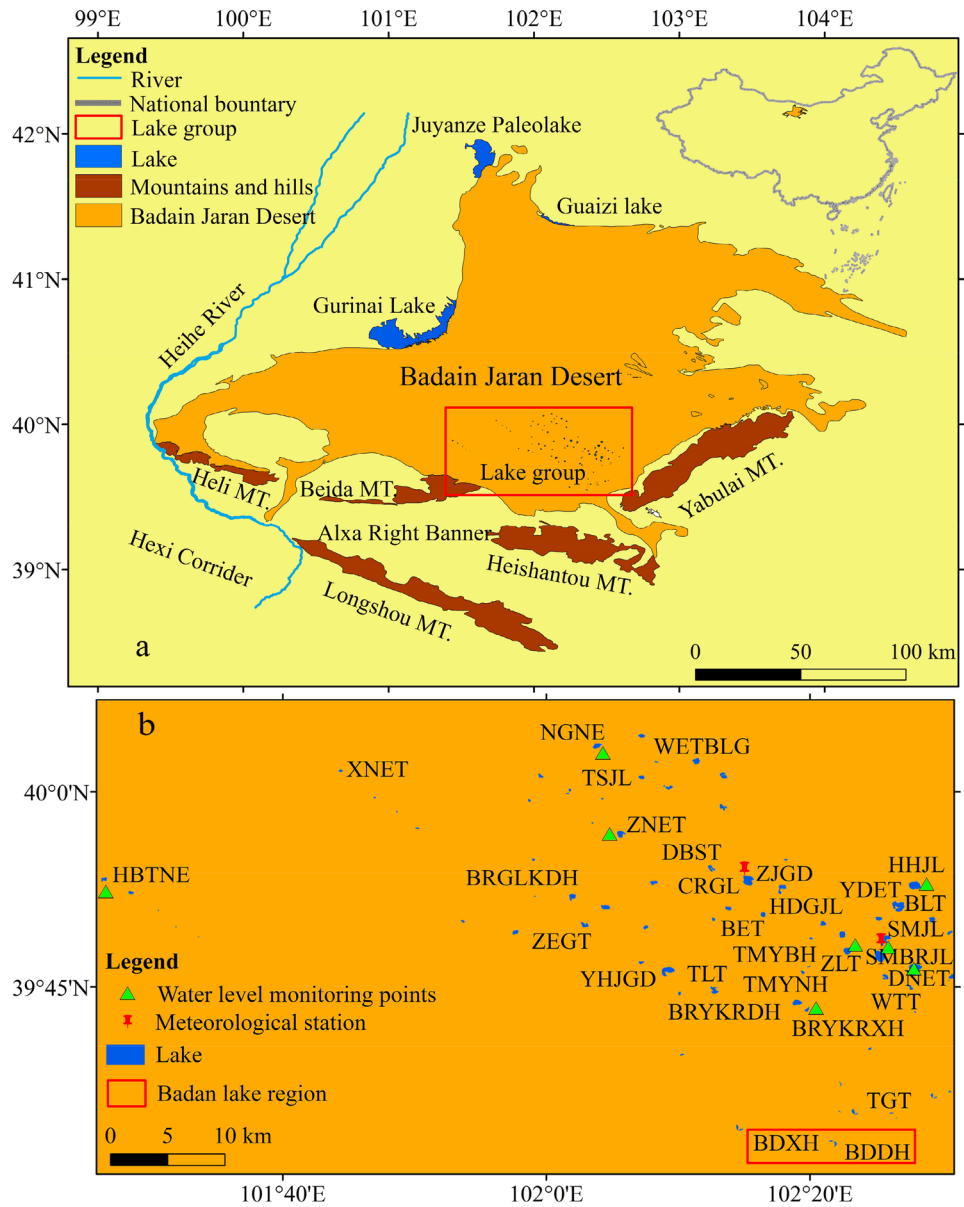 99°E 100°E 101°E 102°E 103°E 104°E
Legend
River
National bountary
Lake group
Lake
Mountains and hills
Badain Jaran Desert
42°N
41°N
40°N
39°N
Juyanze Paleolake
Guaizi lake
Gurinai Lake
Heihe River
Badain Jaran Desert
Lake group
Heli MT.
Beida MT.
Yabulai MT.
Alxa Right Banner
Hexi Corrider
Heishantou MT.
Longshou MT.
a
0 50 100 km
b
NGNE
WETBLG
XNET
TSJL
40°0'N
ZNET
DBST
HBTNE
HHJL
BRGLKDH
CRGL
ZJGD
YDET
BLT
HDGJL
BET
SMJL
ZEGT
TMYBH
ZLT
SMBRJL
YHJGD
TLT
TMYNH
DNET
39°45'N
WTT
BRYKRDH
BRYKRXH
Legend
Water level monitoring points
Meteorological station
Lake
Badan lake region
0 5 10 km
TGT
BDXH
BDDH
101°40'E 102°0'E 102°20'E